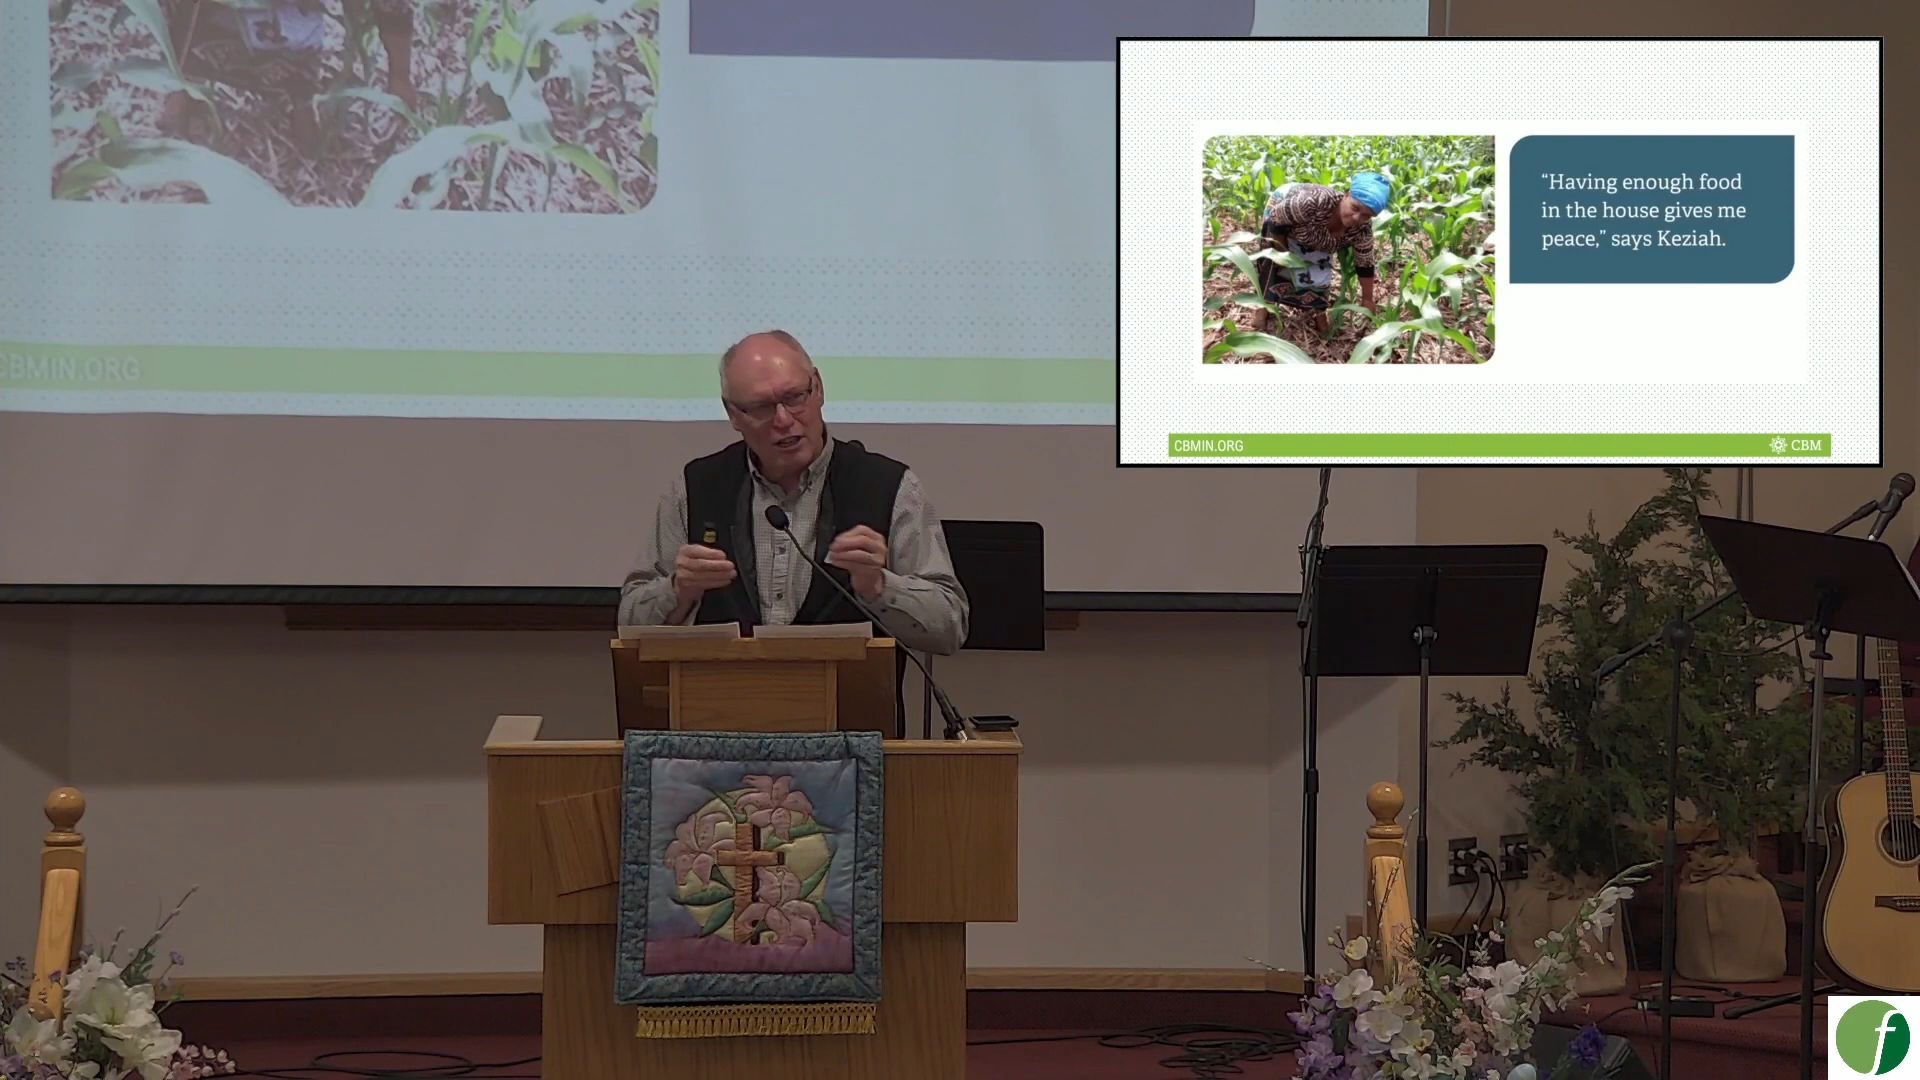 CBMIN.ORG
“Having enough food
in the house gives me
peace,” says Keziah.
CBMIN.ORG
CBM
f